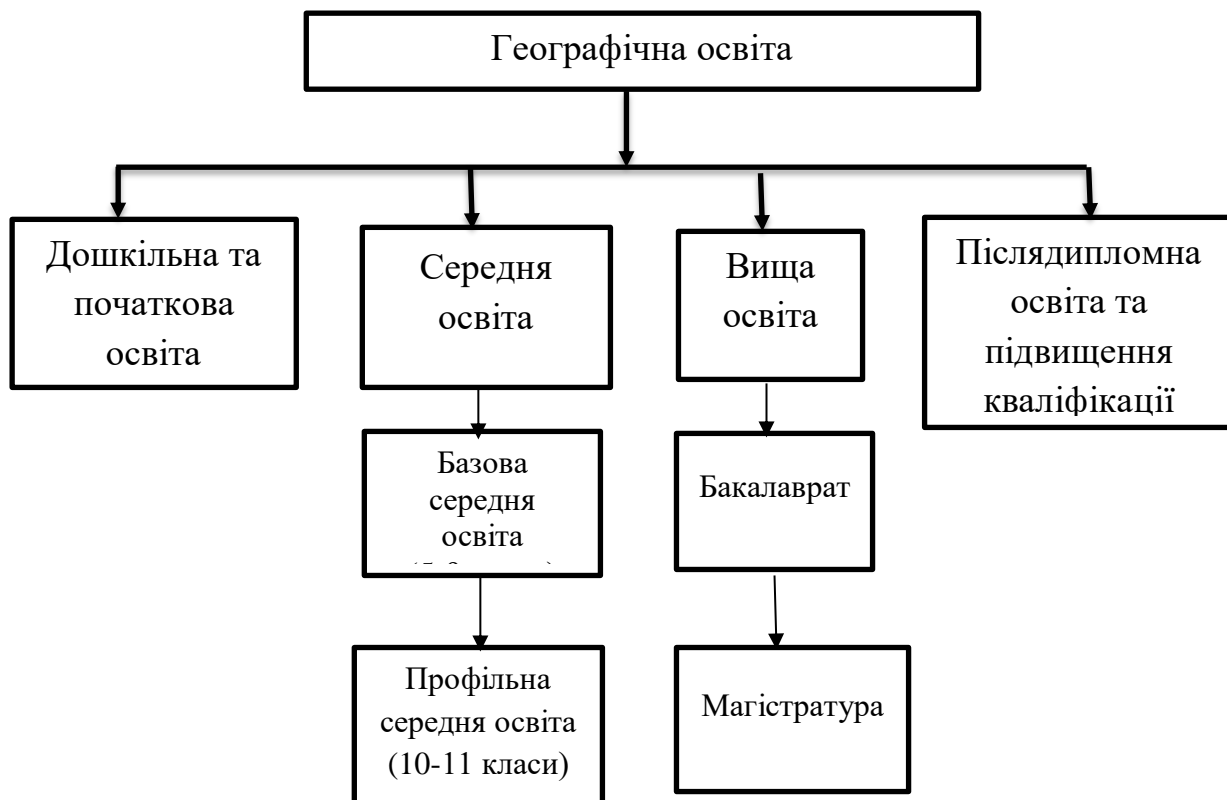 Географічна освіта
Дошкільна та
початкова
освіта
Середня
освіта
Вища
освіта
Післядипломна
освіта та
підвищення
кваліфікації
Базова
середня
освіта
Бакалаврат
Профільна
середня освіта
(10-11 класи)
Магістратура